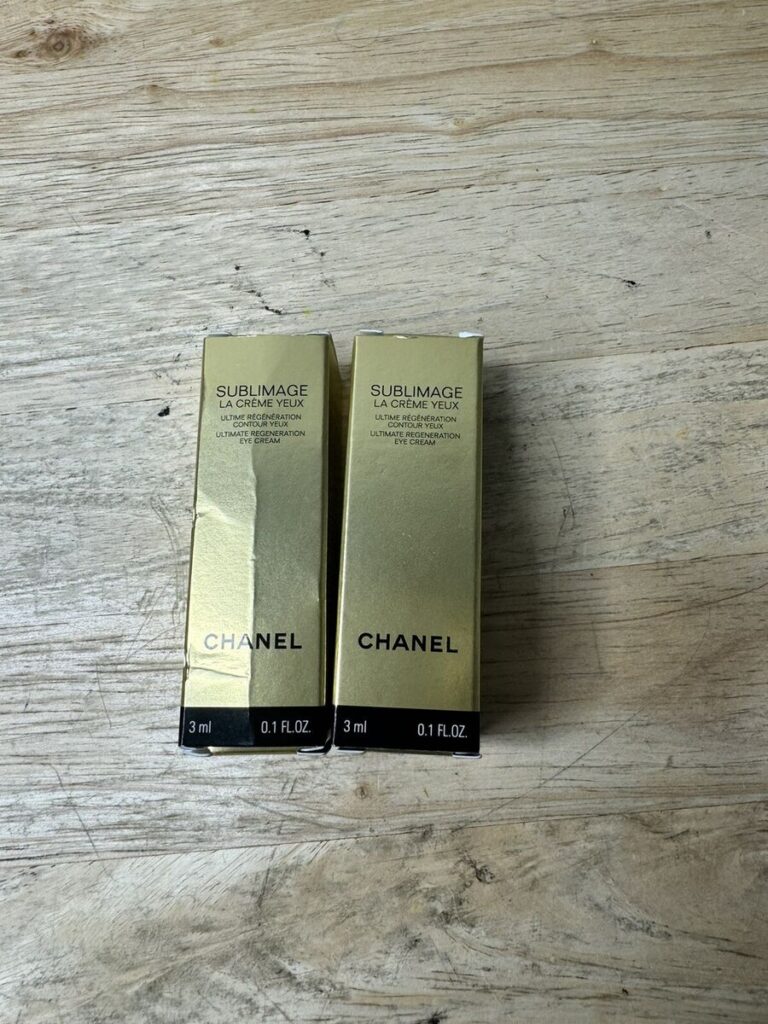 SUBLIMAGE
LA CRÈME YEUX
ULTIME RÉGÉNÉRATION
CONTOUR YEUX
ULTIMATE REGENERATION
EYE CREAM
CHANEL
3 ml 0.1 FL.OZ.
SUBLIMAGE
LA CRÈME YEUX
ULTIME RÉGÉNÉRATION
CONTOUR YEUX
ULTIMATE REGENERATION
EYE CREAM
CHANEL
3 ml 0.1 FL.OZ.